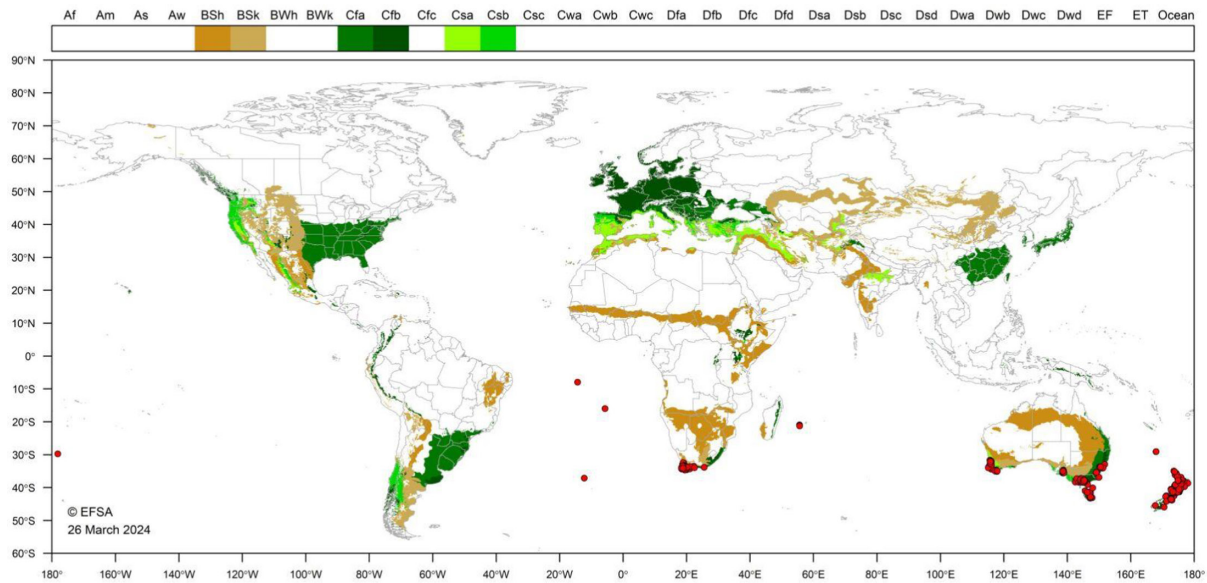 Af Am As Aw BSh BSk BWh BWk Cfa Cfb Cfc Csa Csb Csc Cwa Cwb Cwc Dfa Dfb Dfc Dfd Dsa Dsb Dsc Dsd Dwa Dwb Dwc Dwd EF ET Ocean
90°N
80°N
70°N
60°N
50°N
40°N
30°N
20°N
10°N
0°
10°S
20°S
30°S
40°S
50°S
60°S
© EFSA
26 March 2024
180° 160°W 140°W 120°W 100°W 80°W 60°W 40°W 20°W 0° 20°E 40°E 60°E 80°E 100°E 120°E 140°E 160°E 180°